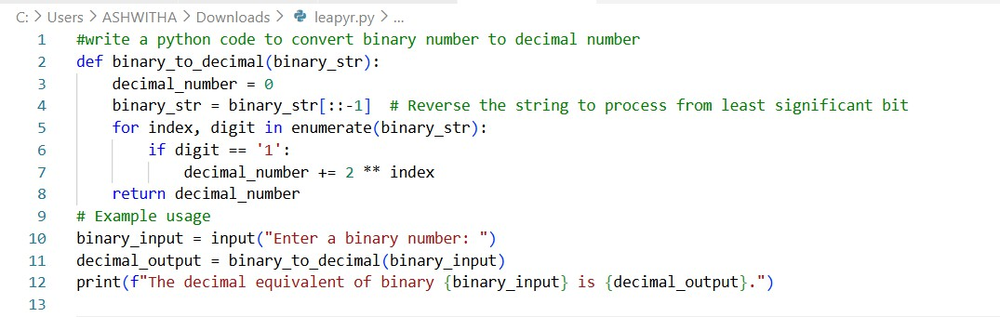 C: > Users > ASHWITHA > Downloads > leapyr.py > ...
1 #write a python code to convert binary number to decimal number
2 def binary_to_decimal(binary_str):
3     decimal_number = 0
4     binary_str = binary_str[::-1]  # Reverse the string to process from least significant bit
5     for index, digit in enumerate(binary_str):
6         if digit == '1':
7             decimal_number += 2 ** index
8     return decimal_number
9 # Example usage
10 binary_input = input("Enter a binary number: ")
11 decimal_output = binary_to_decimal(binary_input)
12 print(f"The decimal equivalent of binary {binary_input} is {decimal_output}.")
13